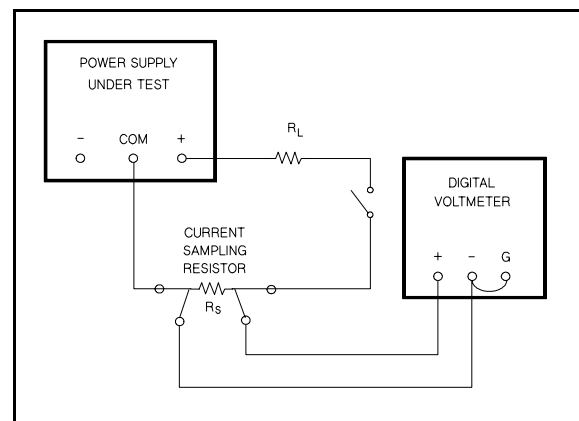 POWER SUPPLY
UNDER TEST
- COM +
R_L
DIGITAL
VOLTMETER
+ - G
CURRENT
SAMPLING
RESISTOR
R_S